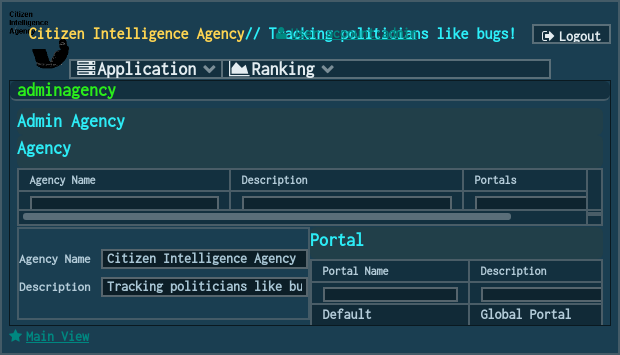 Citizen
Intelligence
Agency
Citizen Intelligence Agency// Tracking politicians like bugs!
Logout
Application
Ranking
adminagency
Admin Agency
Agency
Agency Name
Description
Portals
Agency Name
Citizen Intelligence Agency
Description
Tracking politicians like bu
Portal
Portal Name
Description
Default
Global Portal
Main View